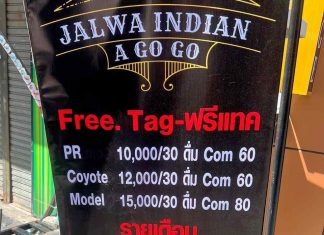 JALWA INDIAN
A GO GO
Free. Tag-ฟรีแทค
PR 10,000/30 ดื่ม Com 60
Coyote 12,000/30 ดื่ม Com 60
Model 15,000/30 ดื่ม Com 80
รายเดือน